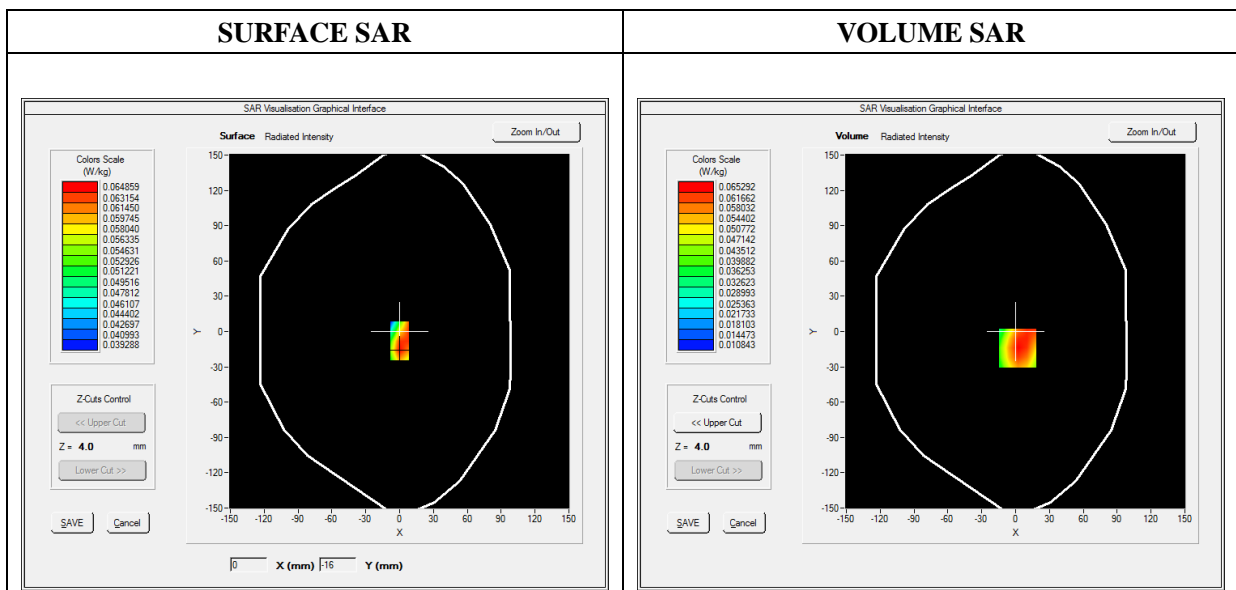 SURFACE SAR
VOLUME SAR
SAR Visualisation Graphical Interface
Surface Radiated Intensity
Zoom In/Out
Colors Scale
(W/kg)
0.064859
0.063154
0.061450
0.059745
0.058040
0.056335
0.054631
0.052926
0.051221
0.049516
0.047812
0.046107
0.044402
0.042697
0.040993
0.039288
Z-Cuts Control
<< Upper Cut
Z = 4.0 mm
Lower Cut >>
SAVE Cancel
150
120
90
60
30
0
-30
-60
-90
-120
-150
Y
-150 -120 -90 -60 -30 0 30 60 90 120 150
X
0 X (mm) -16 Y (mm)
SAR Visualisation Graphical Interface
Volume Radiated Intensity
Zoom In/Out
Colors Scale
(W/kg)
0.065292
0.061662
0.058032
0.054402
0.050772
0.047142
0.043512
0.039882
0.036253
0.032623
0.028993
0.025363
0.021733
0.018103
0.014473
0.010843
Z-Cuts Control
<< Upper Cut
Z = 4.0 mm
Lower Cut >>
SAVE Cancel
150
120
90
60
30
0
-30
-60
-90
-120
-150
Y
-150 -120 -90 -60 -30 0 30 60 90 120 150
X